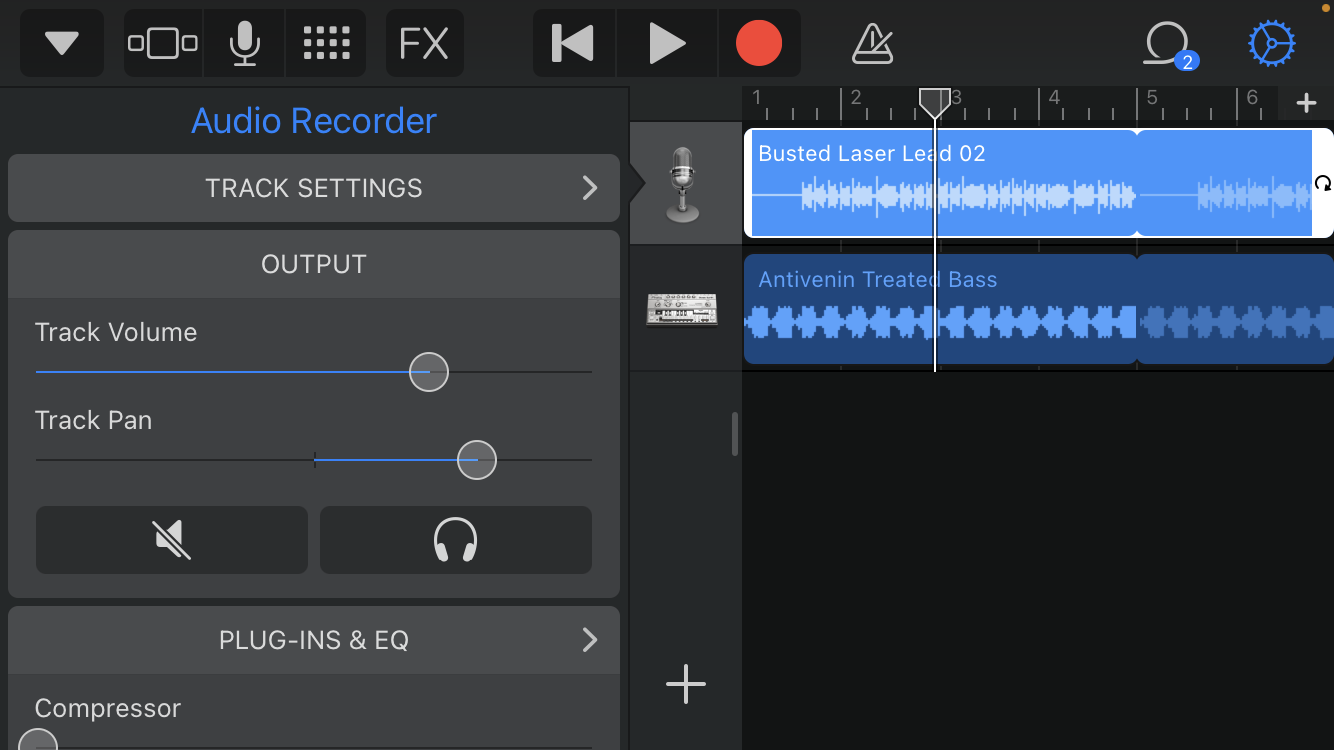 FX
2
Audio Recorder
TRACK SETTINGS
OUTPUT
Track Volume
Track Pan
PLUG-INS & EQ
Compressor
1 2 3 4 5 6
Busted Laser Lead 02
Antivenin Treated Bass